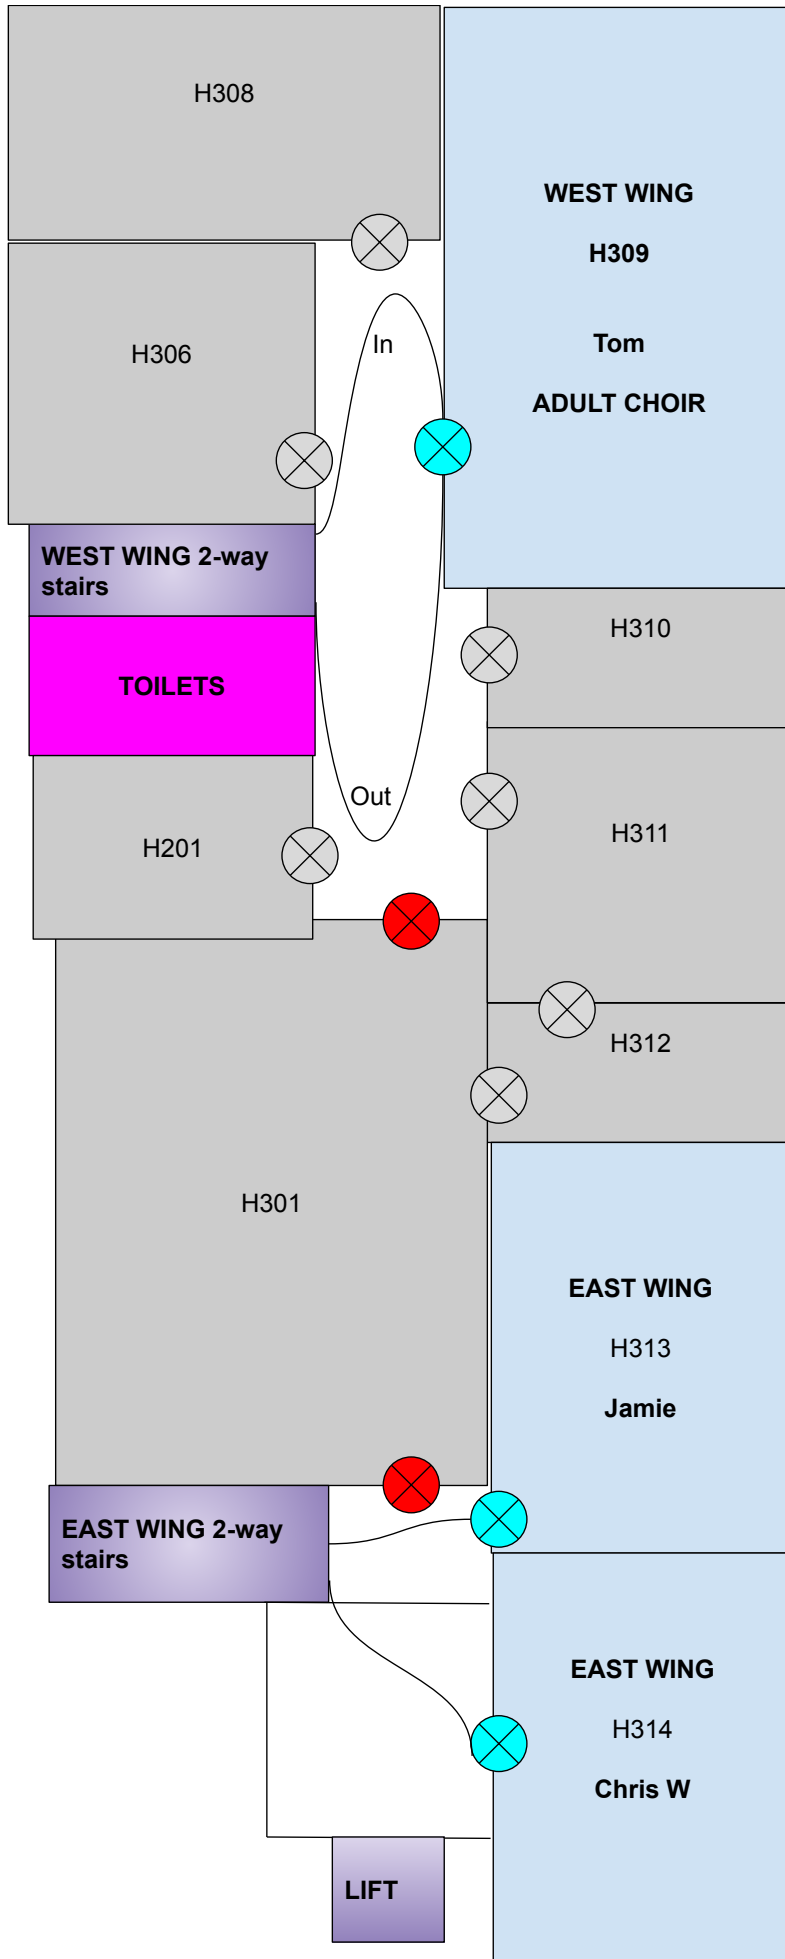 H308
WEST WING
H309
Tom
ADULT CHOIR
In
H306
WEST WING 2-way
stairs
TOILETS
H310
Out
H201
H311
H312
H301
EAST WING
H313
Jamie
EAST WING 2-way
stairs
EAST WING
H314
Chris W
LIFT